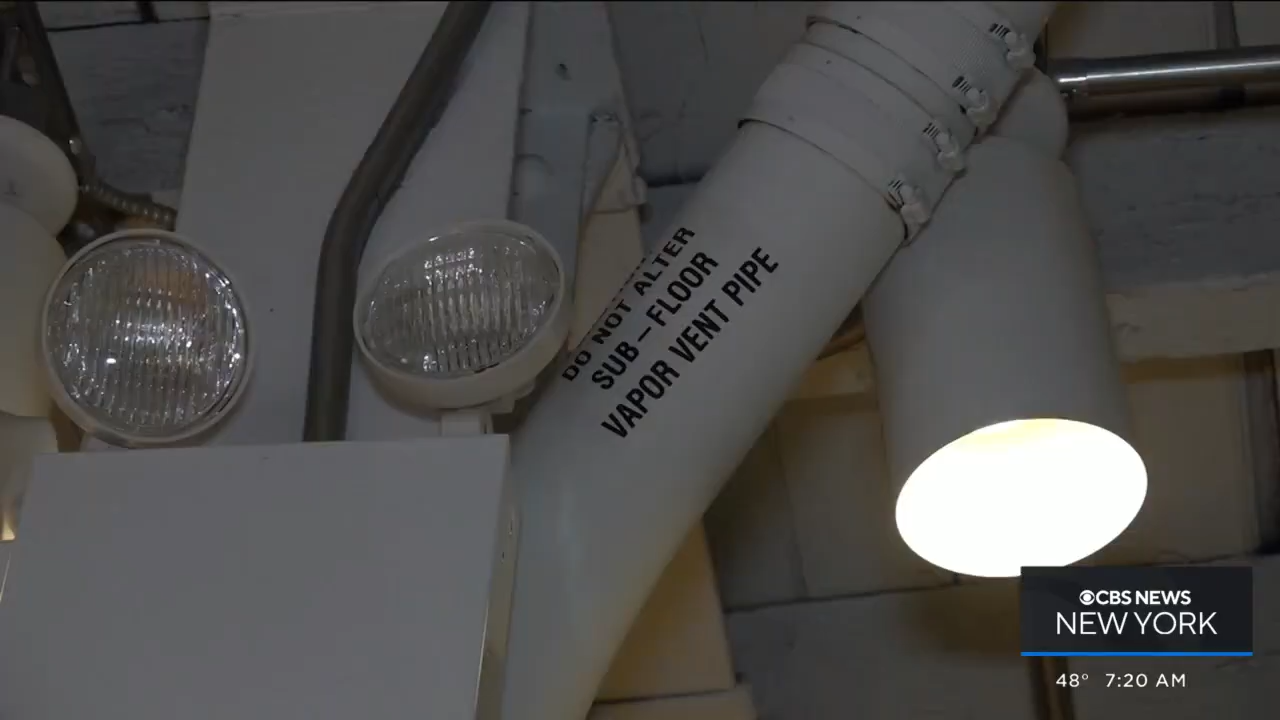 DO NOT ALTER
SUB-FLOOR
VAPOR VENT PIPE
CBS NEWS
NEW YORK
48° 7:20 AM